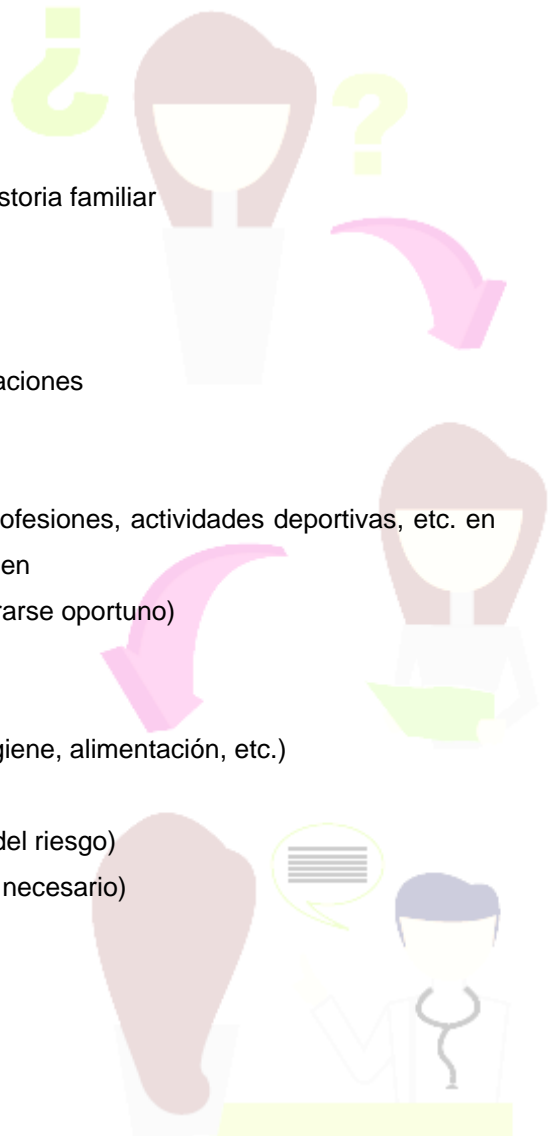 ¿
?
storia familiar
aciones
ofesiones, actividades deportivas, etc. en
en
rarse oportuno)
giene, alimentación, etc.)
del riesgo)
necesario)